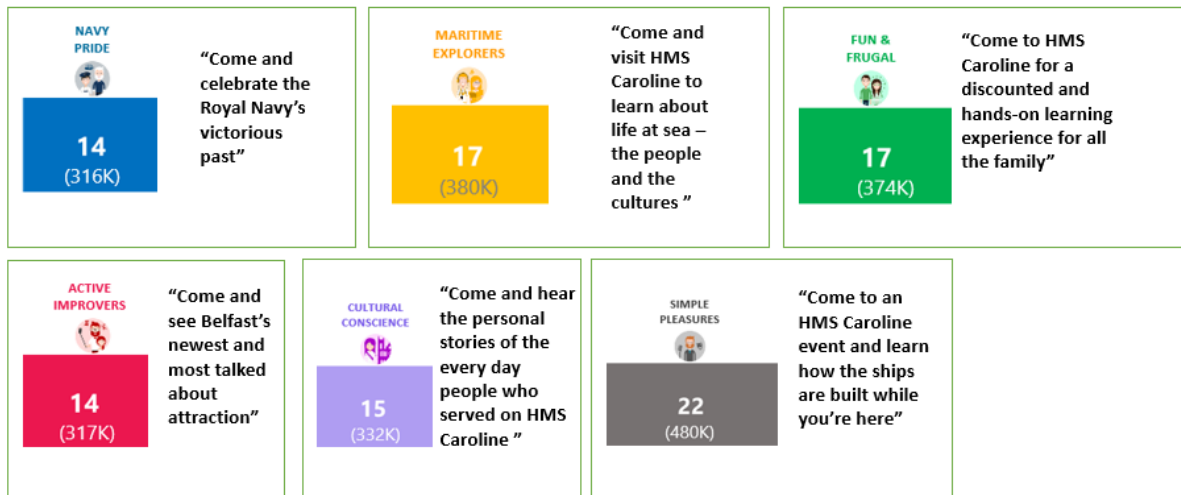 NAVY
PRIDE
14
(316K)
“Come and
celebrate the
Royal Navy’s
victorious
past”
MARITIME
EXPLORERS
17
(380K)
“Come and
visit HMS
Caroline to
learn about
life at sea –
the people
and the
cultures ”
FUN &
FRUGAL
17
(374K)
“Come to HMS
Caroline for a
discounted and
hands-on learning
experience for all
the family”
ACTIVE
IMPROVERS
14
(317K)
“Come and
see Belfast’s
newest and
most talked
about
attraction”
CULTURAL
CONSCIENCE
15
(332K)
“Come and hear
the personal
stories of the
every day
people who
served on HMS
Caroline ”
SIMPLE
PLEASURES
22
(480K)
“Come to an
HMS Caroline
event and learn
how the ships
are built while
you’re here”